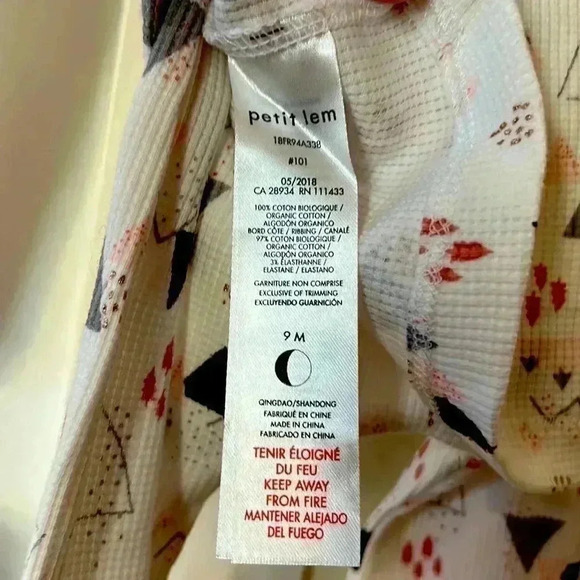 petit lem
18FR94A33B
#101
05/2018
CA 28934 RN 111433
100% COTON BIOLOGIQUE /
ORGANIC COTTON /
ALGODÓN ORGANICO
BORD CÔTE / RIBBING / CANALÉ
97% COTON BIOLOGIQUE /
ORGANIC COTTON /
ALGODÓN ORGANICO
3% ÉLASTHANNE /
ELASTANE / ELASTANO
GARNITURE NON COMPRISE
EXCLUSIVE OF TRIMMING
EXCLUYENDO GUARNICIÓN
9 M
QINGDAO/SHANDONG
FABRIQUÉ EN CHINE
MADE IN CHINA
FABRICADO EN CHINA
TENIR ÉLOIGNÉ
DU FEU
KEEP AWAY
FROM FIRE
MANTENER ALEJADO
DEL FUEGO